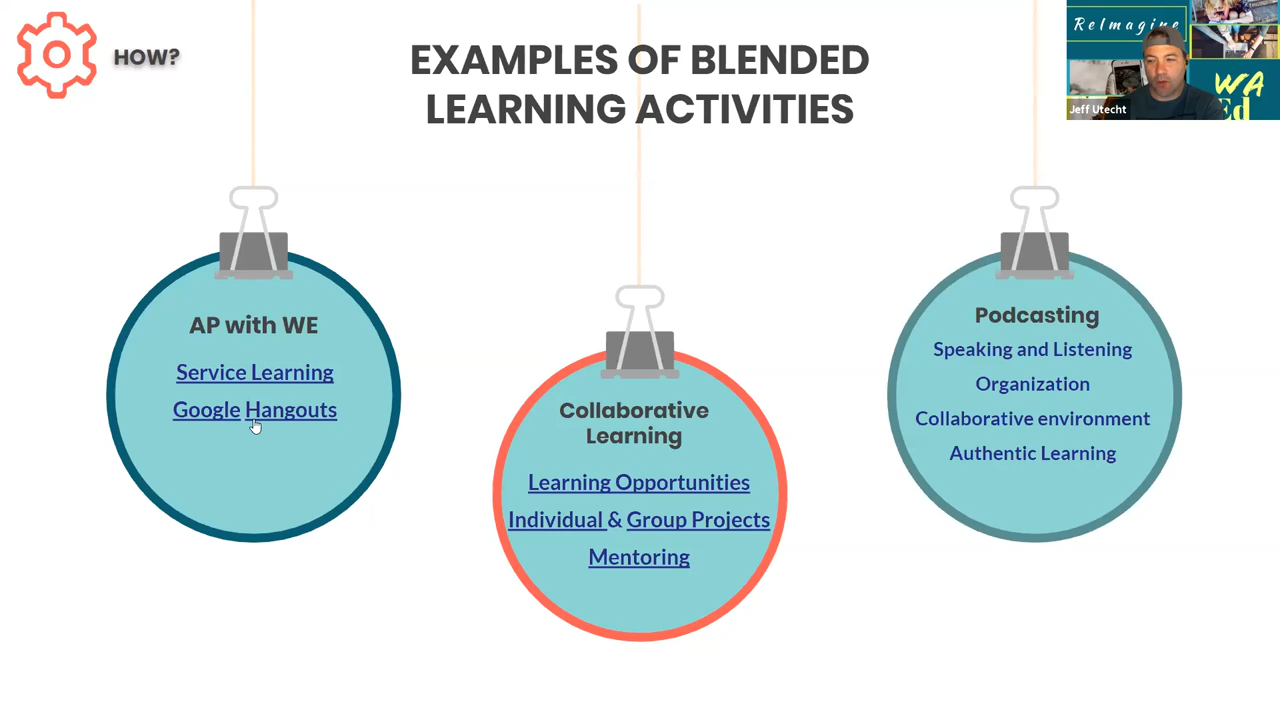 HOW?
EXAMPLES OF BLENDED
LEARNING ACTIVITIES
ReImagine
WA
Ed
Jeff Utecht
AP with WE
Service Learning
Google Hangouts
Collaborative
Learning
Learning Opportunities
Individual & Group Projects
Mentoring
Podcasting
Speaking and Listening
Organization
Collaborative environment
Authentic Learning